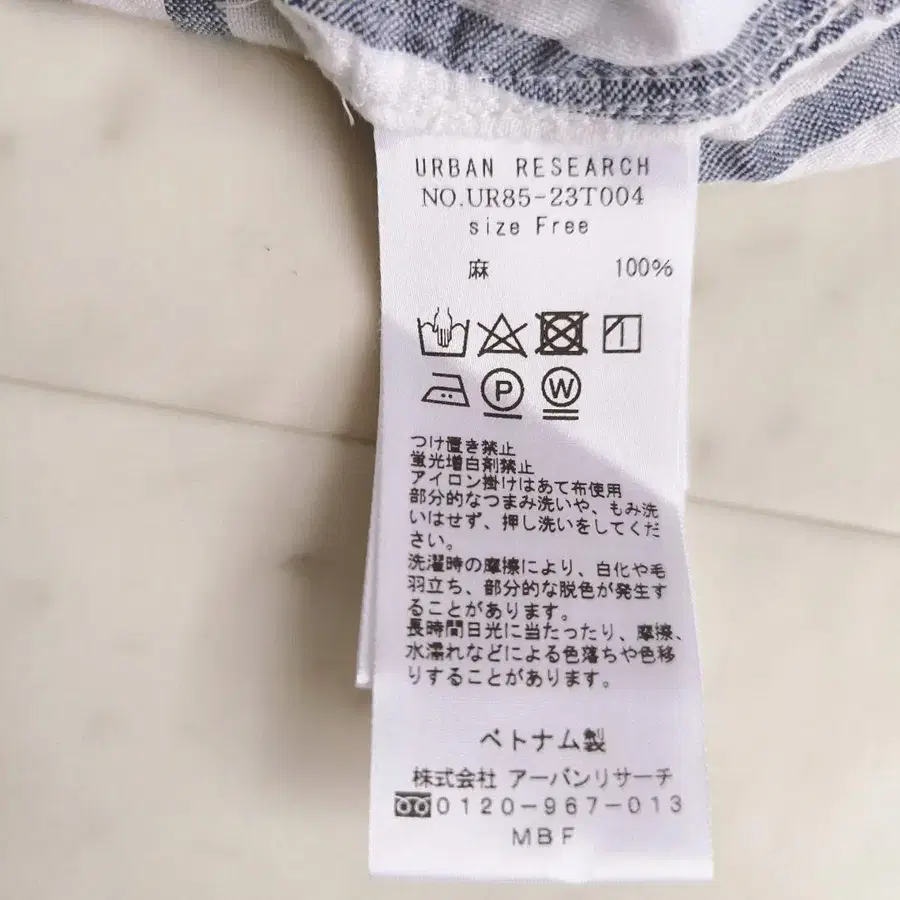 URBAN RESEARCH
NO.UR85-23T004
size Free
麻 100%
P W
つけ置き禁止
蛍光増白剤禁止
アイロン掛けはあて布使用
部分的なつまみ洗いや、もみ洗
いはせず、押し洗いをしてくだ
さい。
洗濯時の摩擦により、白化や毛
羽立ち、部分的な脱色が発生す
ることがあります。
長時間日光に当たったり、摩擦、
水濡れなどによる色落ちや色移
りすることがあります。
ベトナム製
株式会社 アーバンリサーチ
0120-967-013
MBF